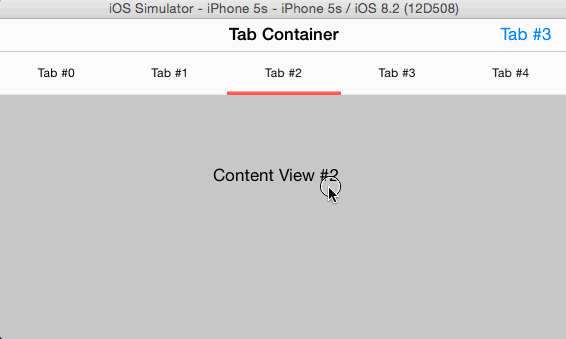 iOS Simulator - iPhone 5s - iPhone 5s / iOS 8.2 (12D508)
Tab Container
Tab #3
Tab #0 Tab #1 Tab #2 Tab #3 Tab #4
Content View #2